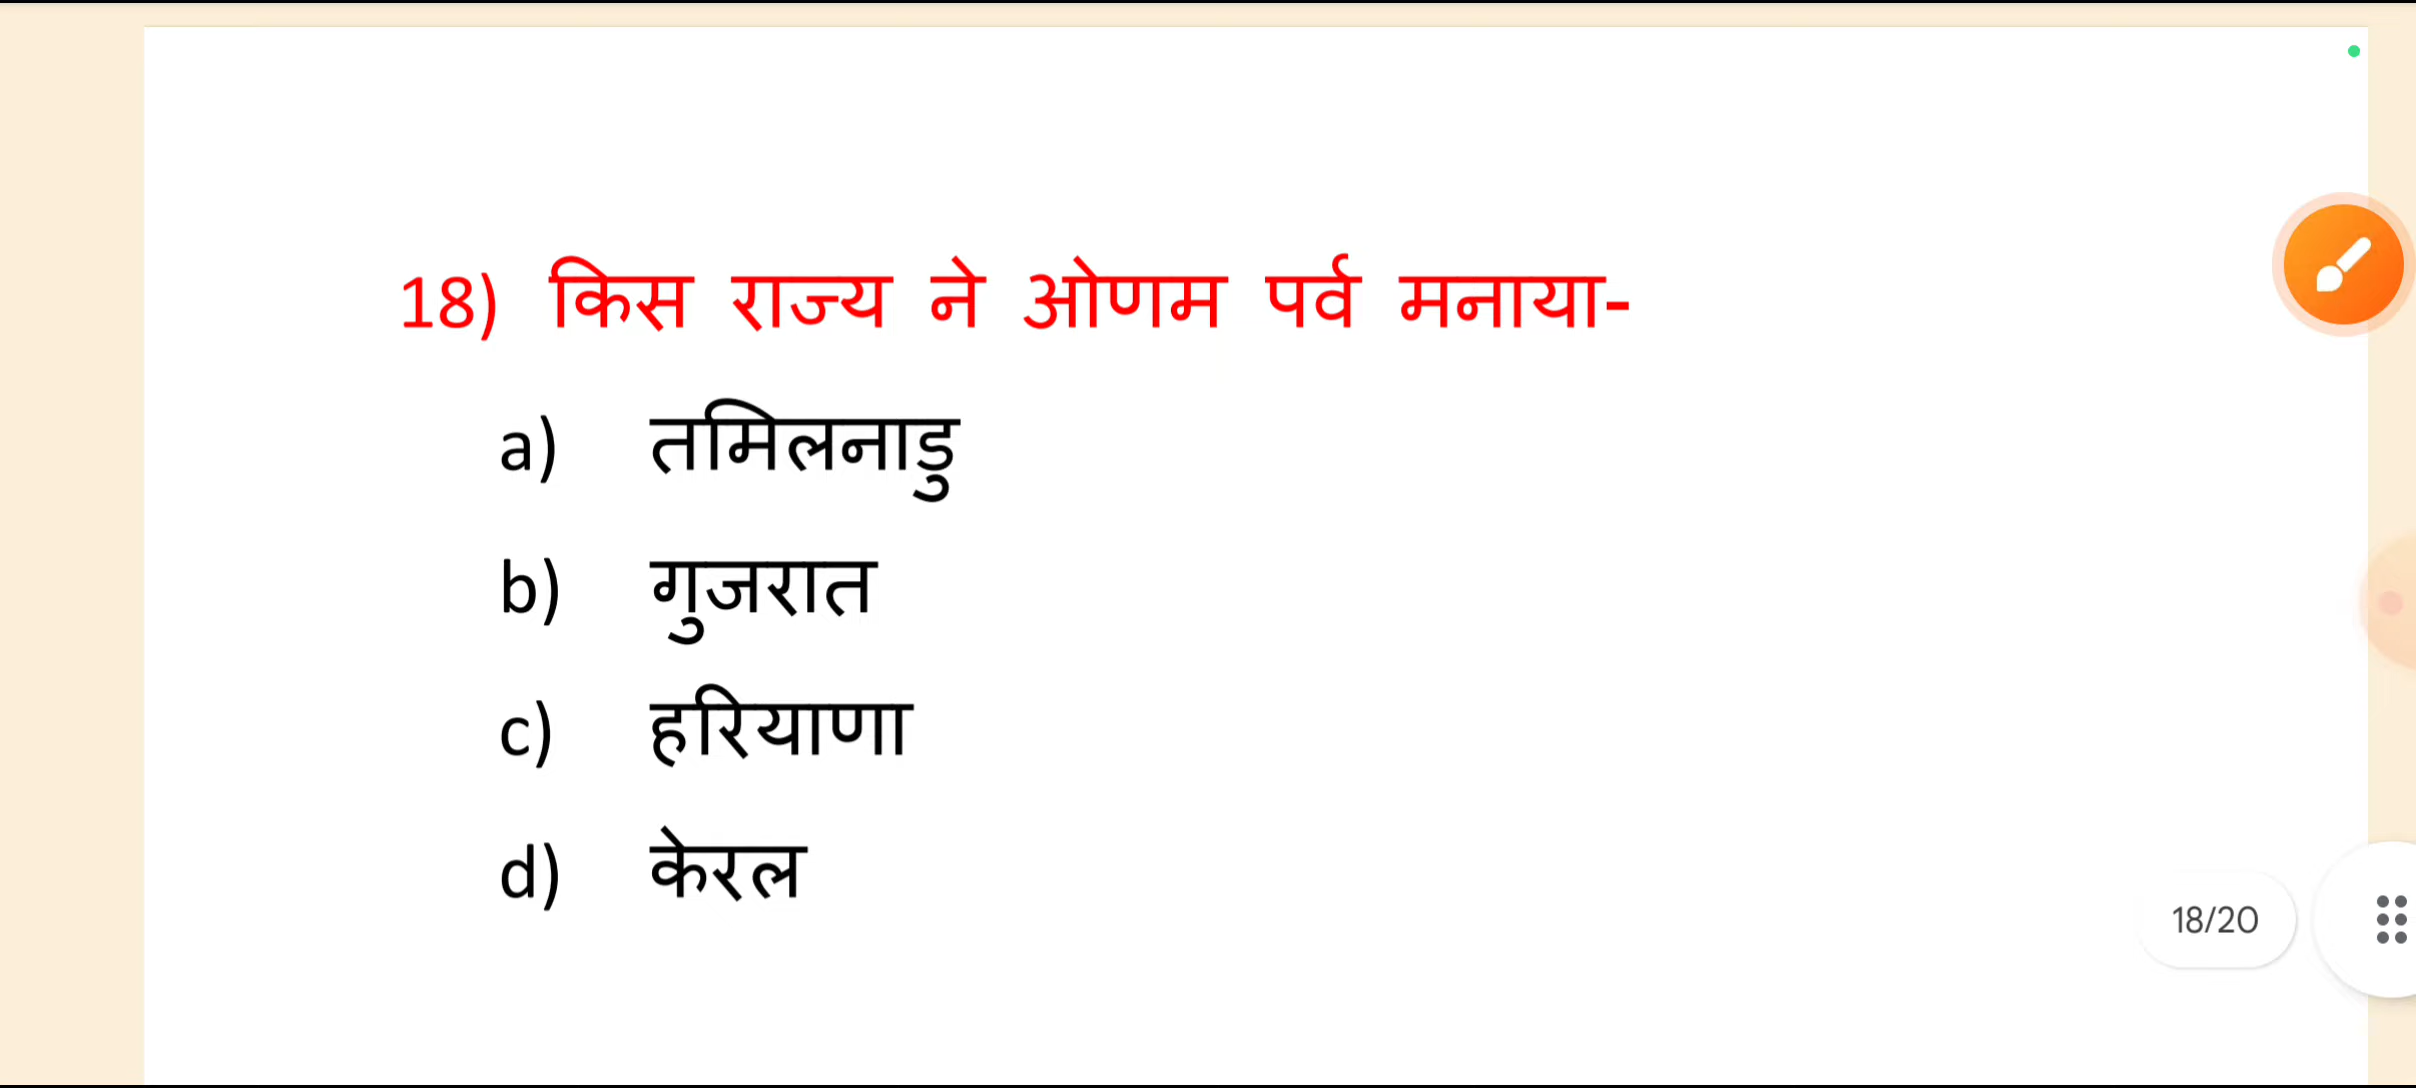 18) किस राज्य ने ओणम पर्व मनाया-
a) तमिलनाडु
b) गुजरात
c) हरियाणा
d) केरल
18/20